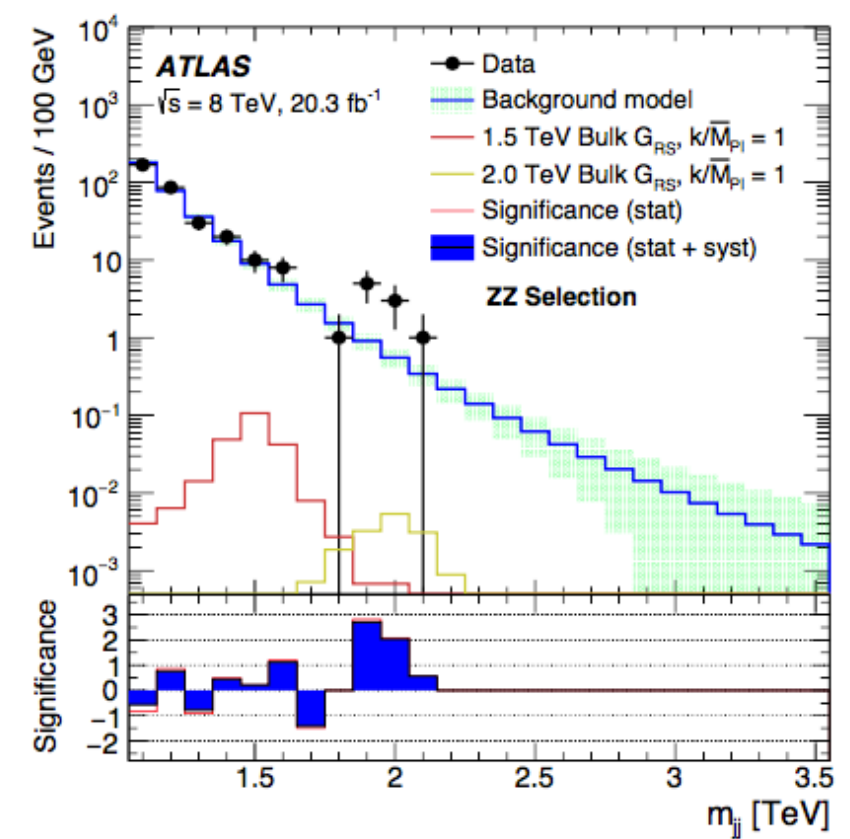 Events / 100 GeV
10⁴
10³
10²
10
1
10⁻¹
10⁻²
10⁻³
ATLAS
√s = 8 TeV, 20.3 fb⁻¹
Data
Background model
1.5 TeV Bulk G_RS, k/M̅_Pl = 1
2.0 TeV Bulk G_RS, k/M̅_Pl = 1
Significance (stat)
Significance (stat + syst)
ZZ Selection
Significance
3
2
1
0
−1
−2
1.5 2 2.5 3 3.5
m_jj [TeV]